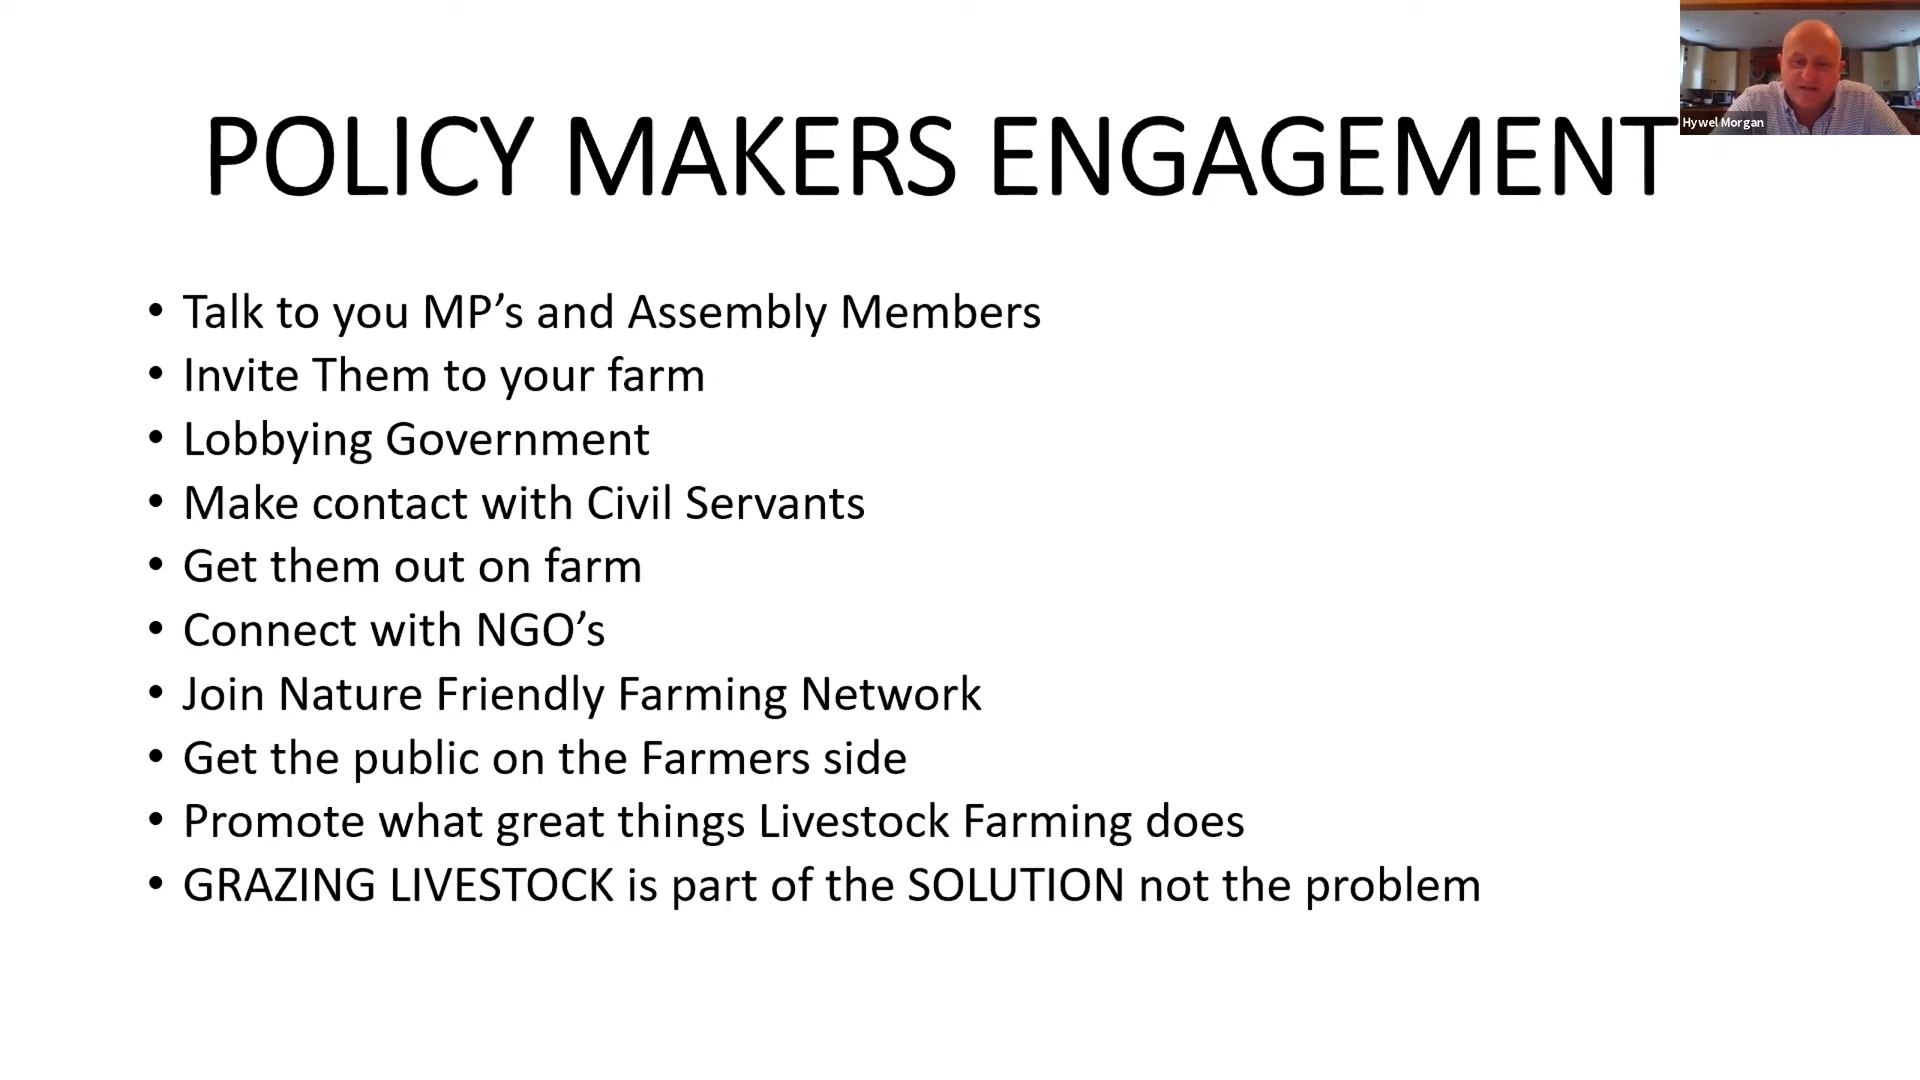 POLICY MAKERS ENGAGEMENT
Hywel Morgan
• Talk to you MP’s and Assembly Members
• Invite Them to your farm
• Lobbying Government
• Make contact with Civil Servants
• Get them out on farm
• Connect with NGO’s
• Join Nature Friendly Farming Network
• Get the public on the Farmers side
• Promote what great things Livestock Farming does
• GRAZING LIVESTOCK is part of the SOLUTION not the problem